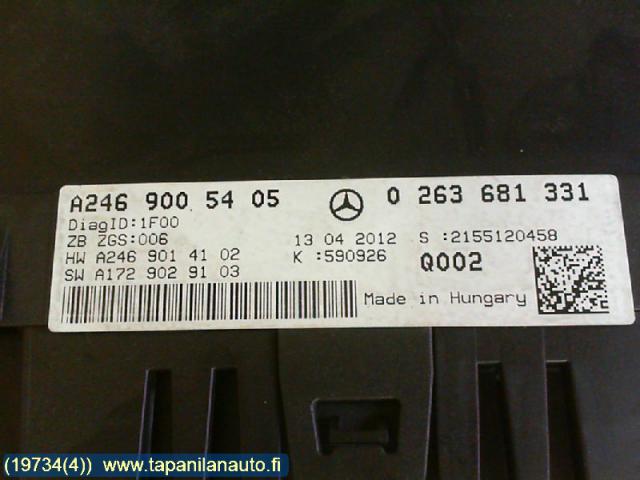 A246 900 54 05 0 263 681 331
DiagID:1F00
ZB ZGS:006 13 04 2012 S :2155120458
HW A246 901 41 02 K :590926 Q002
SW A172 902 91 03
Made in Hungary
(19734(4)) www.tapanilanauto.fi